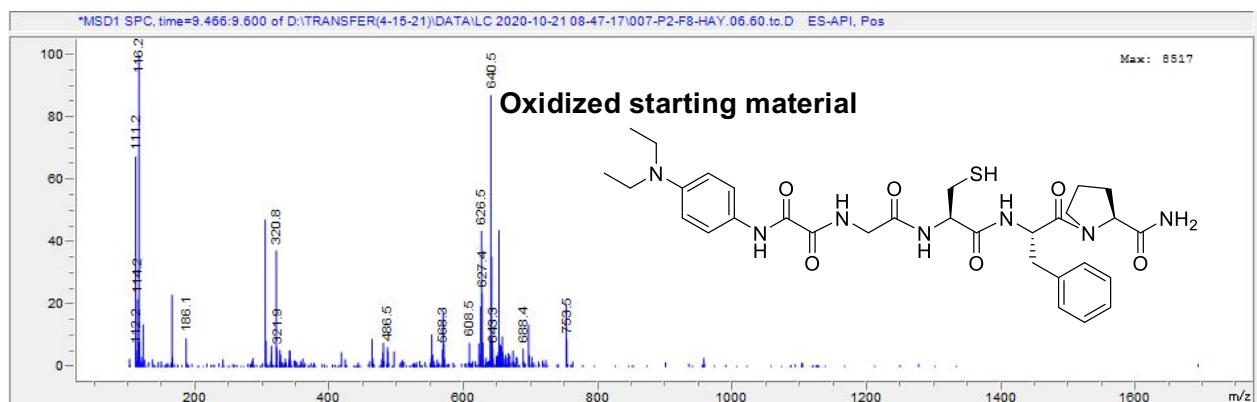 *MSD1 SPC, time=9.466:9.600 of D:\TRANSFER(4-15-21)\DATA\LC 2020-10-21 08-47-17\007-P2-F8-HAY.06.60.tc.D ES-API, Pos
Max: 8517
100
80
60
40
20
0
116.2
111.2
114.2
112.2
186.1
320.8
321.9
486.5
568.3
608.5
626.5
627.4
640.5
643.3
688.4
753.5
Oxidized starting material
N
O
H
N
O
SH
H
N
O
NH2
N
H
O
O
N
H
O
N
O
200
400
600
800
1000
1200
1400
1600
m/z